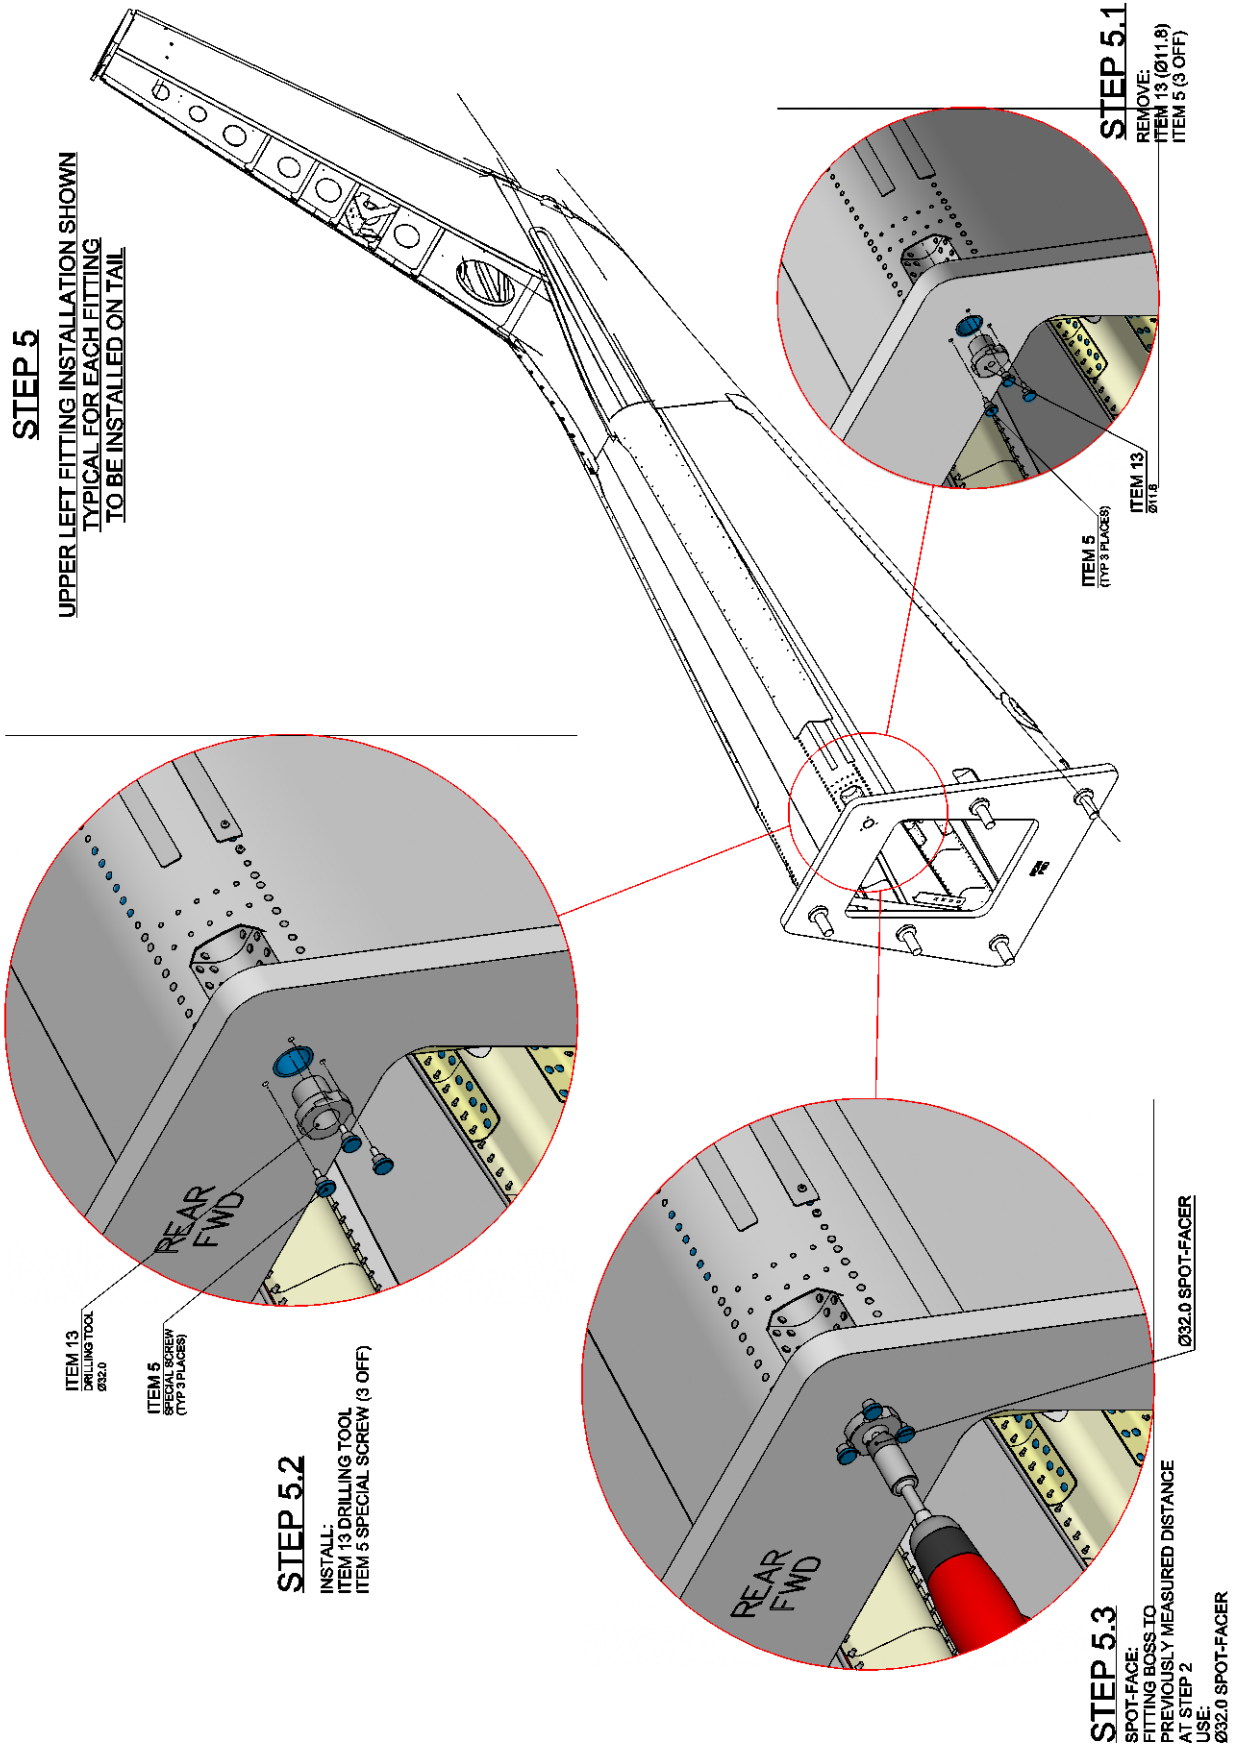 STEP 5
UPPER LEFT FITTING INSTALLATION SHOWN
TYPICAL FOR EACH FITTING
TO BE INSTALLED ON TAIL
STEP 5.1
REMOVE:
ITEM 13 (Ø11.8)
ITEM 5 (3 OFF)
ITEM 5
(TYP 3 PLACES)
ITEM 13
Ø11.8
ITEM 13
DRILLING TOOL
Ø32.0
ITEM 5
SPECIAL SCREW
(TYP 3 PLACES)
REAR
FWD
STEP 5.2
INSTALL:
ITEM 13 DRILLING TOOL
ITEM 5 SPECIAL SCREW (3 OFF)
REAR
FWD
Ø32.0 SPOT-FACER
STEP 5.3
SPOT-FACE:
FITTING BOSS TO
PREVIOUSLY MEASURED DISTANCE
AT STEP 2
USE:
Ø32.0 SPOT-FACER